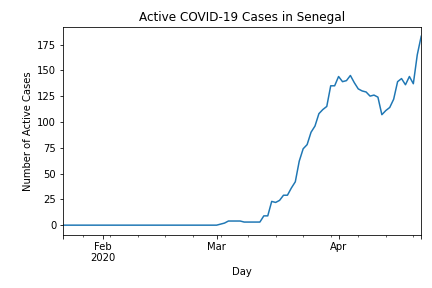 Active COVID-19 Cases in Senegal
Number of Active Cases
175
150
125
100
75
50
25
0
Feb
2020
Mar
Apr
Day